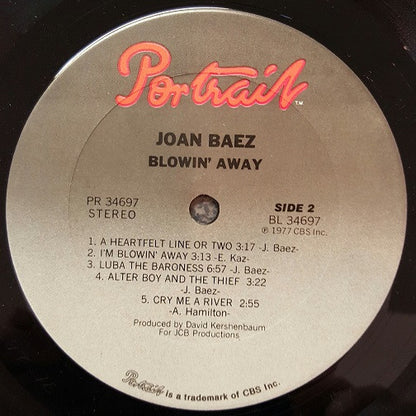 Portrait™
JOAN BAEZ
BLOWIN' AWAY
PR 34697
STEREO
SIDE 2
BL 34697
℗ 1977 CBS Inc.
1. A HEARTFELT LINE OR TWO 3:17 -J. Baez-
2. I'M BLOWIN' AWAY 3:13 -E. Kaz-
3. LUBA THE BARONESS 6:57 -J. Baez-
4. ALTER BOY AND THE THIEF 3:22
-J. Baez-
5. CRY ME A RIVER 2:55
-A. Hamilton-
Produced by David Kershenbaum
For JCB Productions
Portrait is a trademark of CBS Inc.